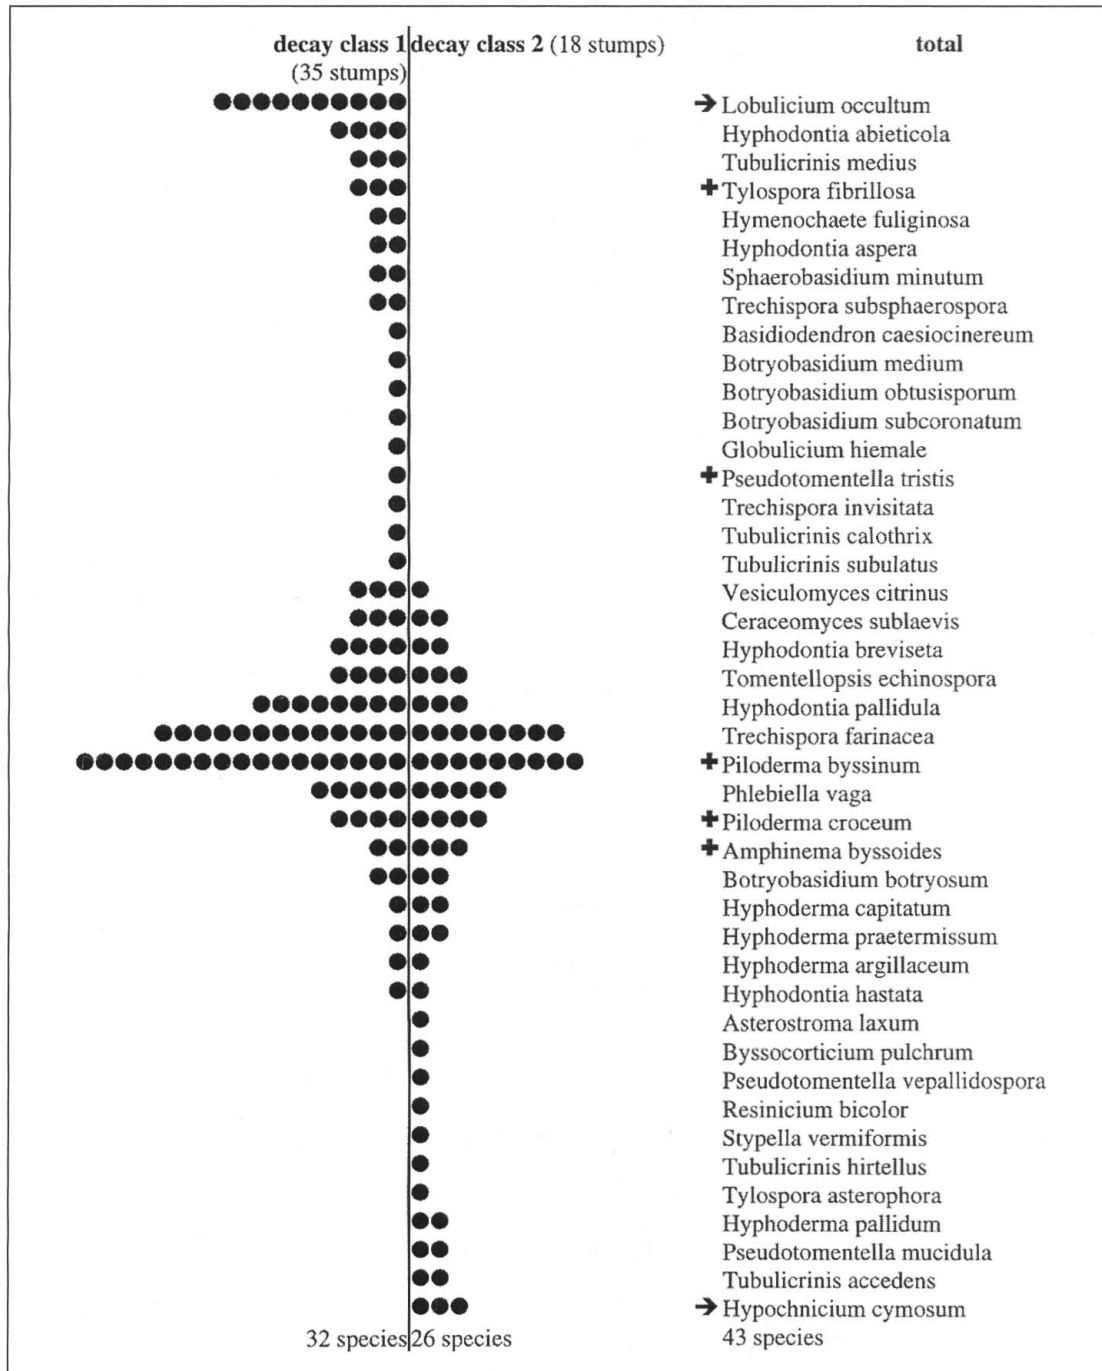 decay class 1 decay class 2 (18 stumps) total
(35 stumps)
➔ Lobulicium occultum
Hyphodontia abieticola
Tubulicrinis medius
✚ Tylospora fibrillosa
Hymenochaete fuliginosa
Hyphodontia aspera
Sphaerobasidium minutum
Trechispora subsphaerospora
Basidiodendron caesiocinereum
Botryobasidium medium
Botryobasidium obtusisporum
Botryobasidium subcoronatum
Globulicium hiemale
✚ Pseudotomentella tristis
Trechispora invisitata
Tubulicrinis calothrix
Tubulicrinis subulatus
Vesiculomyces citrinus
Ceraceomyces sublaevis
Hyphodontia breviseta
Tomentellopsis echinospora
Hyphodontia pallidula
Trechispora farinacea
✚ Piloderma byssinum
Phlebiella vaga
✚ Piloderma croceum
✚ Amphinema byssoides
Botryobasidium botryosum
Hyphoderma capitatum
Hyphoderma praetermissum
Hyphoderma argillaceum
Hyphodontia hastata
Asterostroma laxum
Byssocorticium pulchrum
Pseudotomentella vepallidospora
Resinicium bicolor
Stypella vermiformis
Tubulicrinis hirtellus
Tylospora asterophora
Hyphoderma pallidum
Pseudotomentella mucidula
Tubulicrinis accedens
➔ Hypochnicium cymosum
32 species 26 species 43 species